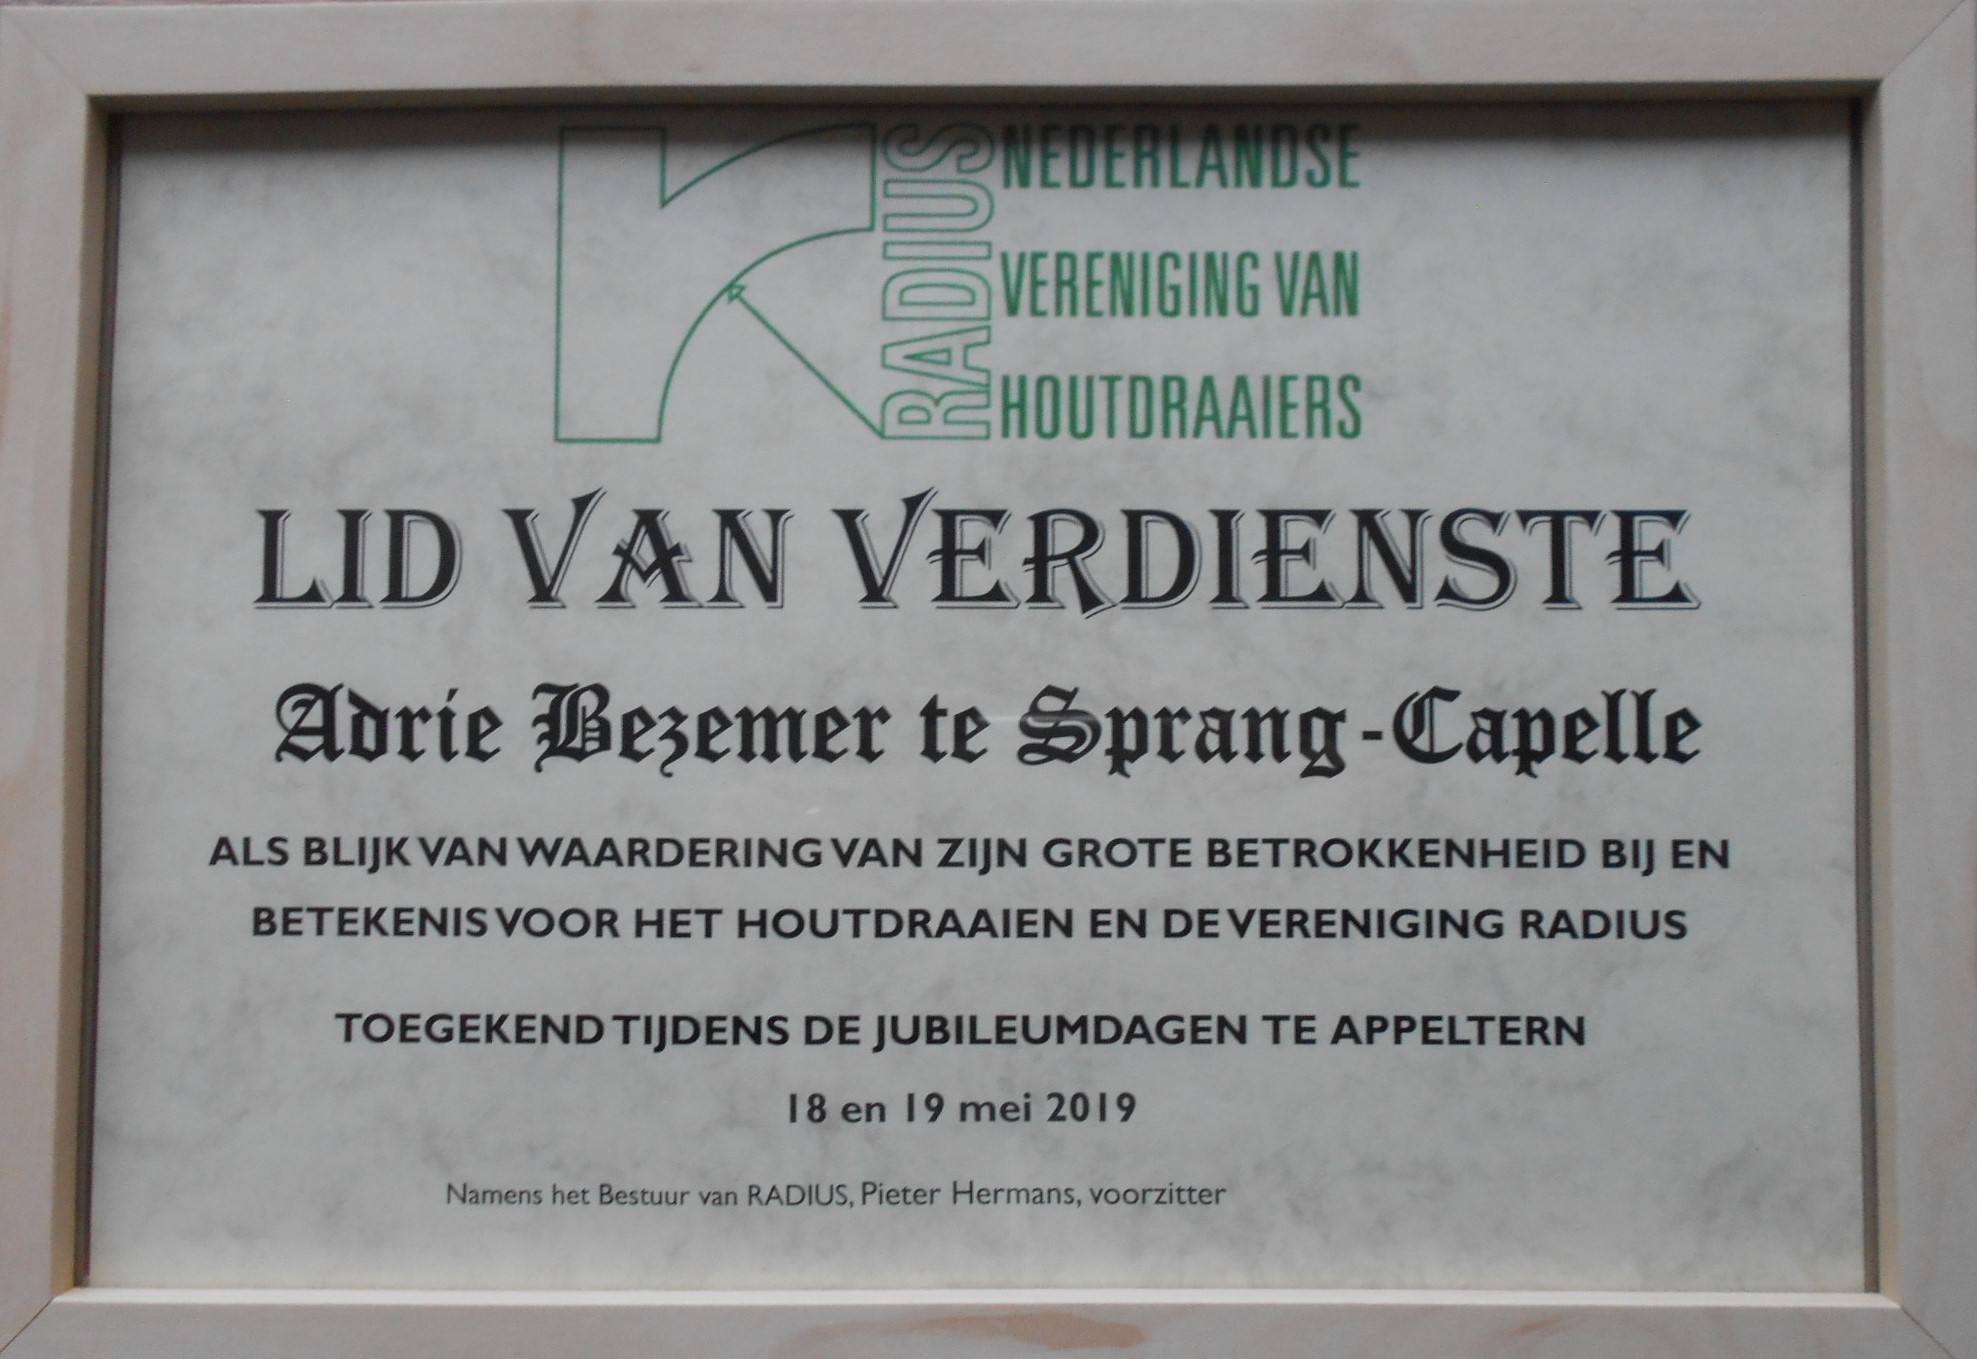 RADIUS
NEDERLANDSE
VERENIGING VAN
HOUTDRAAIERS
LID VAN VERDIENSTE
Adrie Bezemer te Sprang-Capelle
ALS BLIJK VAN WAARDERING VAN ZIJN GROTE BETROKKENHEID BIJ EN
BETEKENIS VOOR HET HOUTDRAAIEN EN DE VERENIGING RADIUS
TOEGEKEND TIJDENS DE JUBILEUMDAGEN TE APPELTERN
18 en 19 mei 2019
Namens het Bestuur van RADIUS, Pieter Hermans, voorzitter